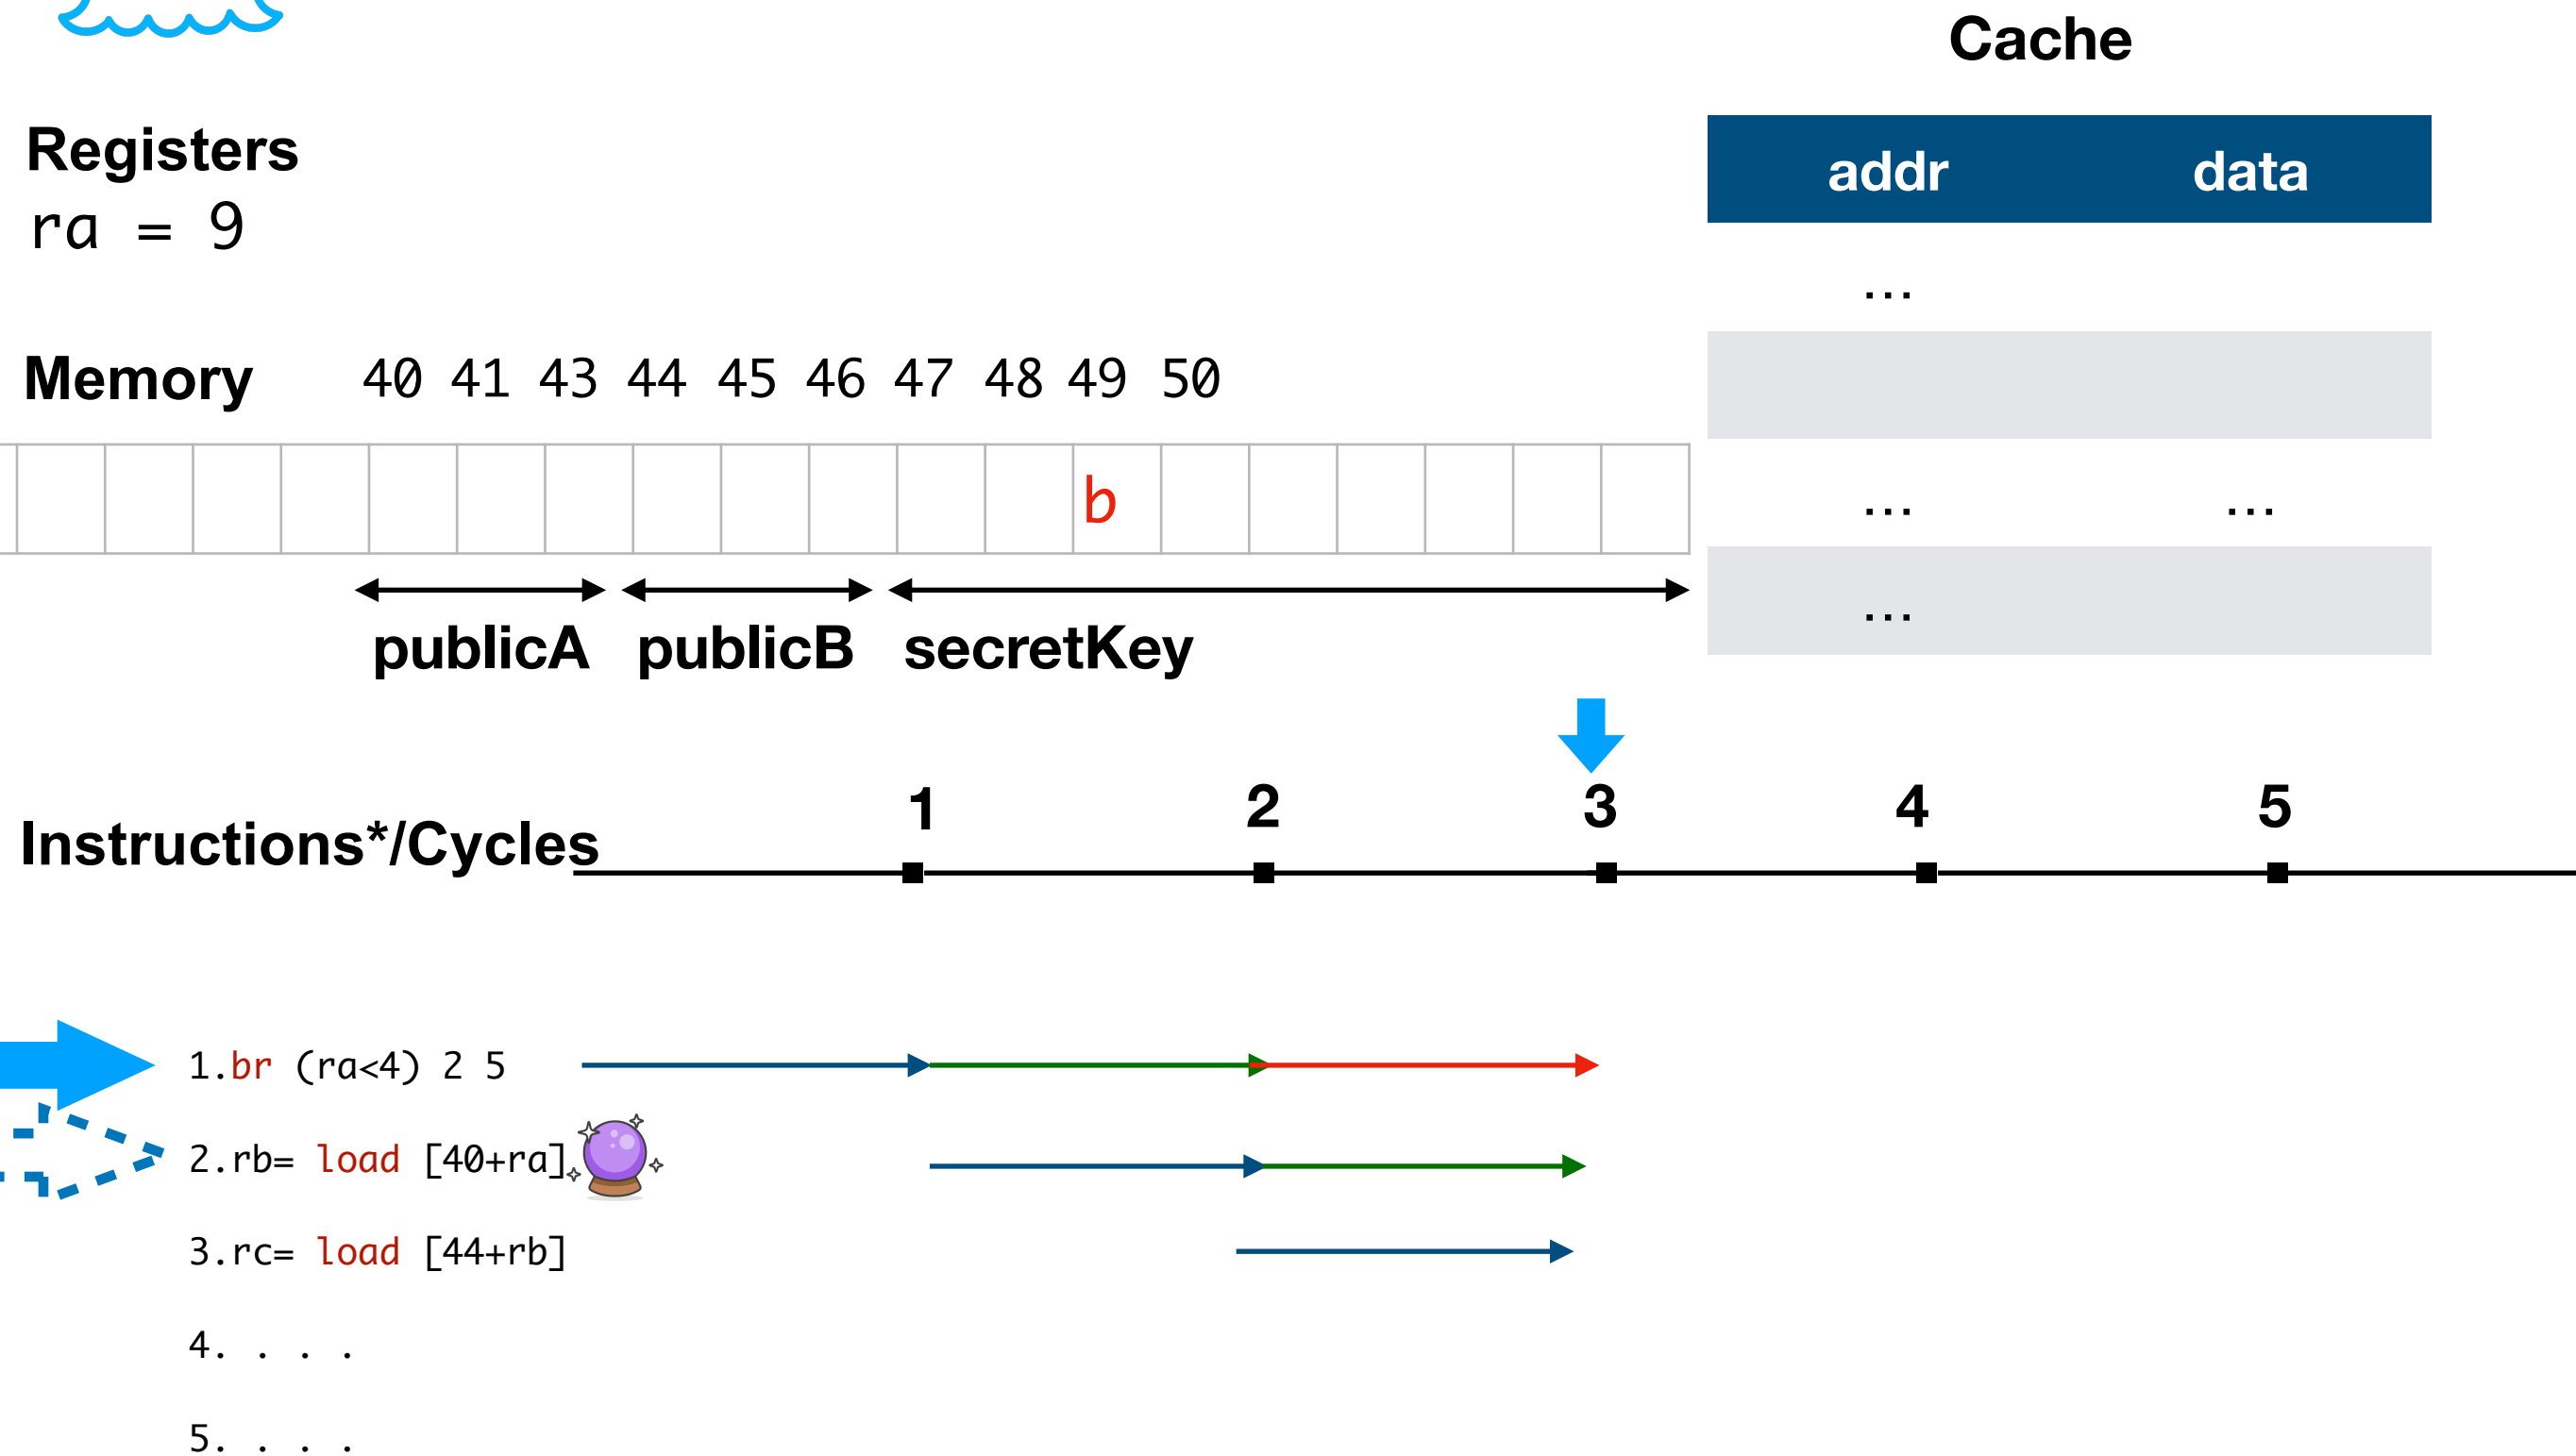 Cache
addr data
Registers
ra = 9
...
Memory 40 41 43 44 45 46 47 48 49 50
b
... ...
...
publicA publicB secretKey
1 2 3 4 5
Instructions*/Cycles
1.br (ra<4) 2 5
2.rb= load [40+ra]
3.rc= load [44+rb]
4. . . .
5. . . .